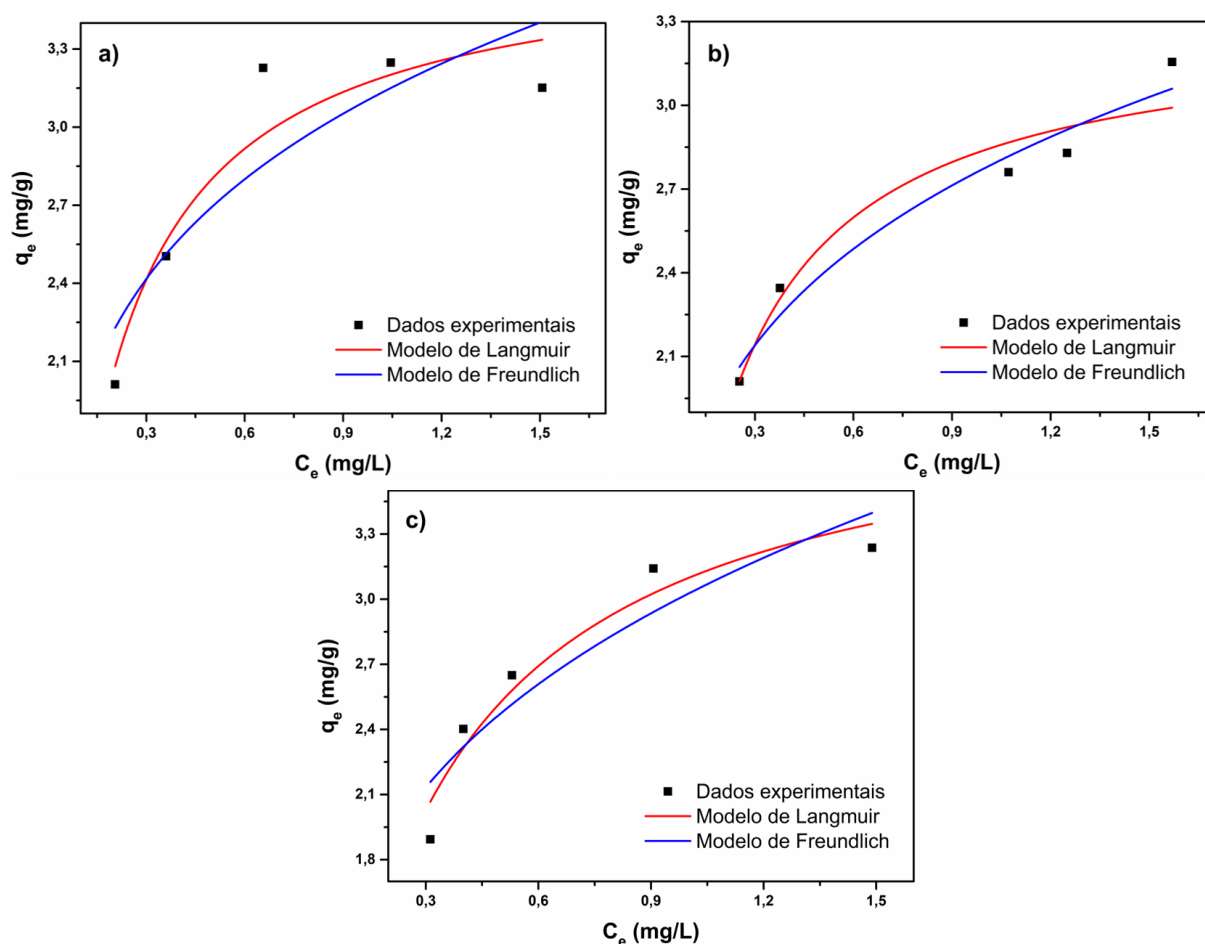 a)
3,3
3,0
2,7
2,4
2,1
q_e (mg/g)
Dados experimentais
Modelo de Langmuir
Modelo de Freundlich
0,3 0,6 0,9 1,2 1,5
C_e (mg/L)
b)
3,3
3,0
2,7
2,4
2,1
q_e (mg/g)
Dados experimentais
Modelo de Langmuir
Modelo de Freundlich
0,3 0,6 0,9 1,2 1,5
C_e (mg/L)
c)
3,3
3,0
2,7
2,4
2,1
1,8
q_e (mg/g)
Dados experimentais
Modelo de Langmuir
Modelo de Freundlich
0,3 0,6 0,9 1,2 1,5
C_e (mg/L)